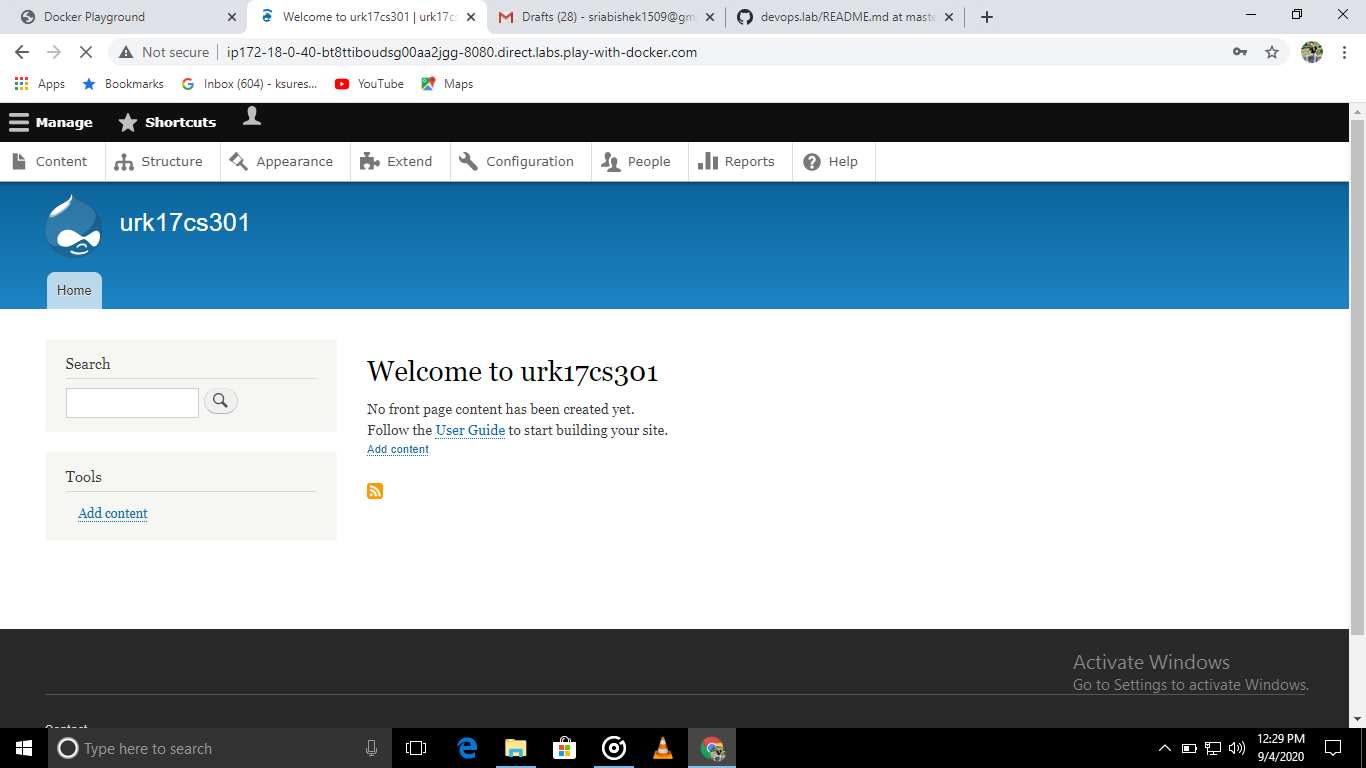 Docker Playground
Welcome to urk17cs301 | urk17cs
Drafts (28) - sriabishek1509@gm
devops.lab/README.md at maste
Not secure | ip172-18-0-40-bt8ttiboudsg00aa2jgg-8080.direct.labs.play-with-docker.com
Apps Bookmarks Inbox (604) - ksures... YouTube Maps
Manage Shortcuts
Content Structure Appearance Extend Configuration People Reports Help
urk17cs301
Home
Search
Tools
Add content
Welcome to urk17cs301
No front page content has been created yet.
Follow the User Guide to start building your site.
Add content
Activate Windows
Go to Settings to activate Windows.
Contact
Type here to search
12:29 PM
9/4/2020